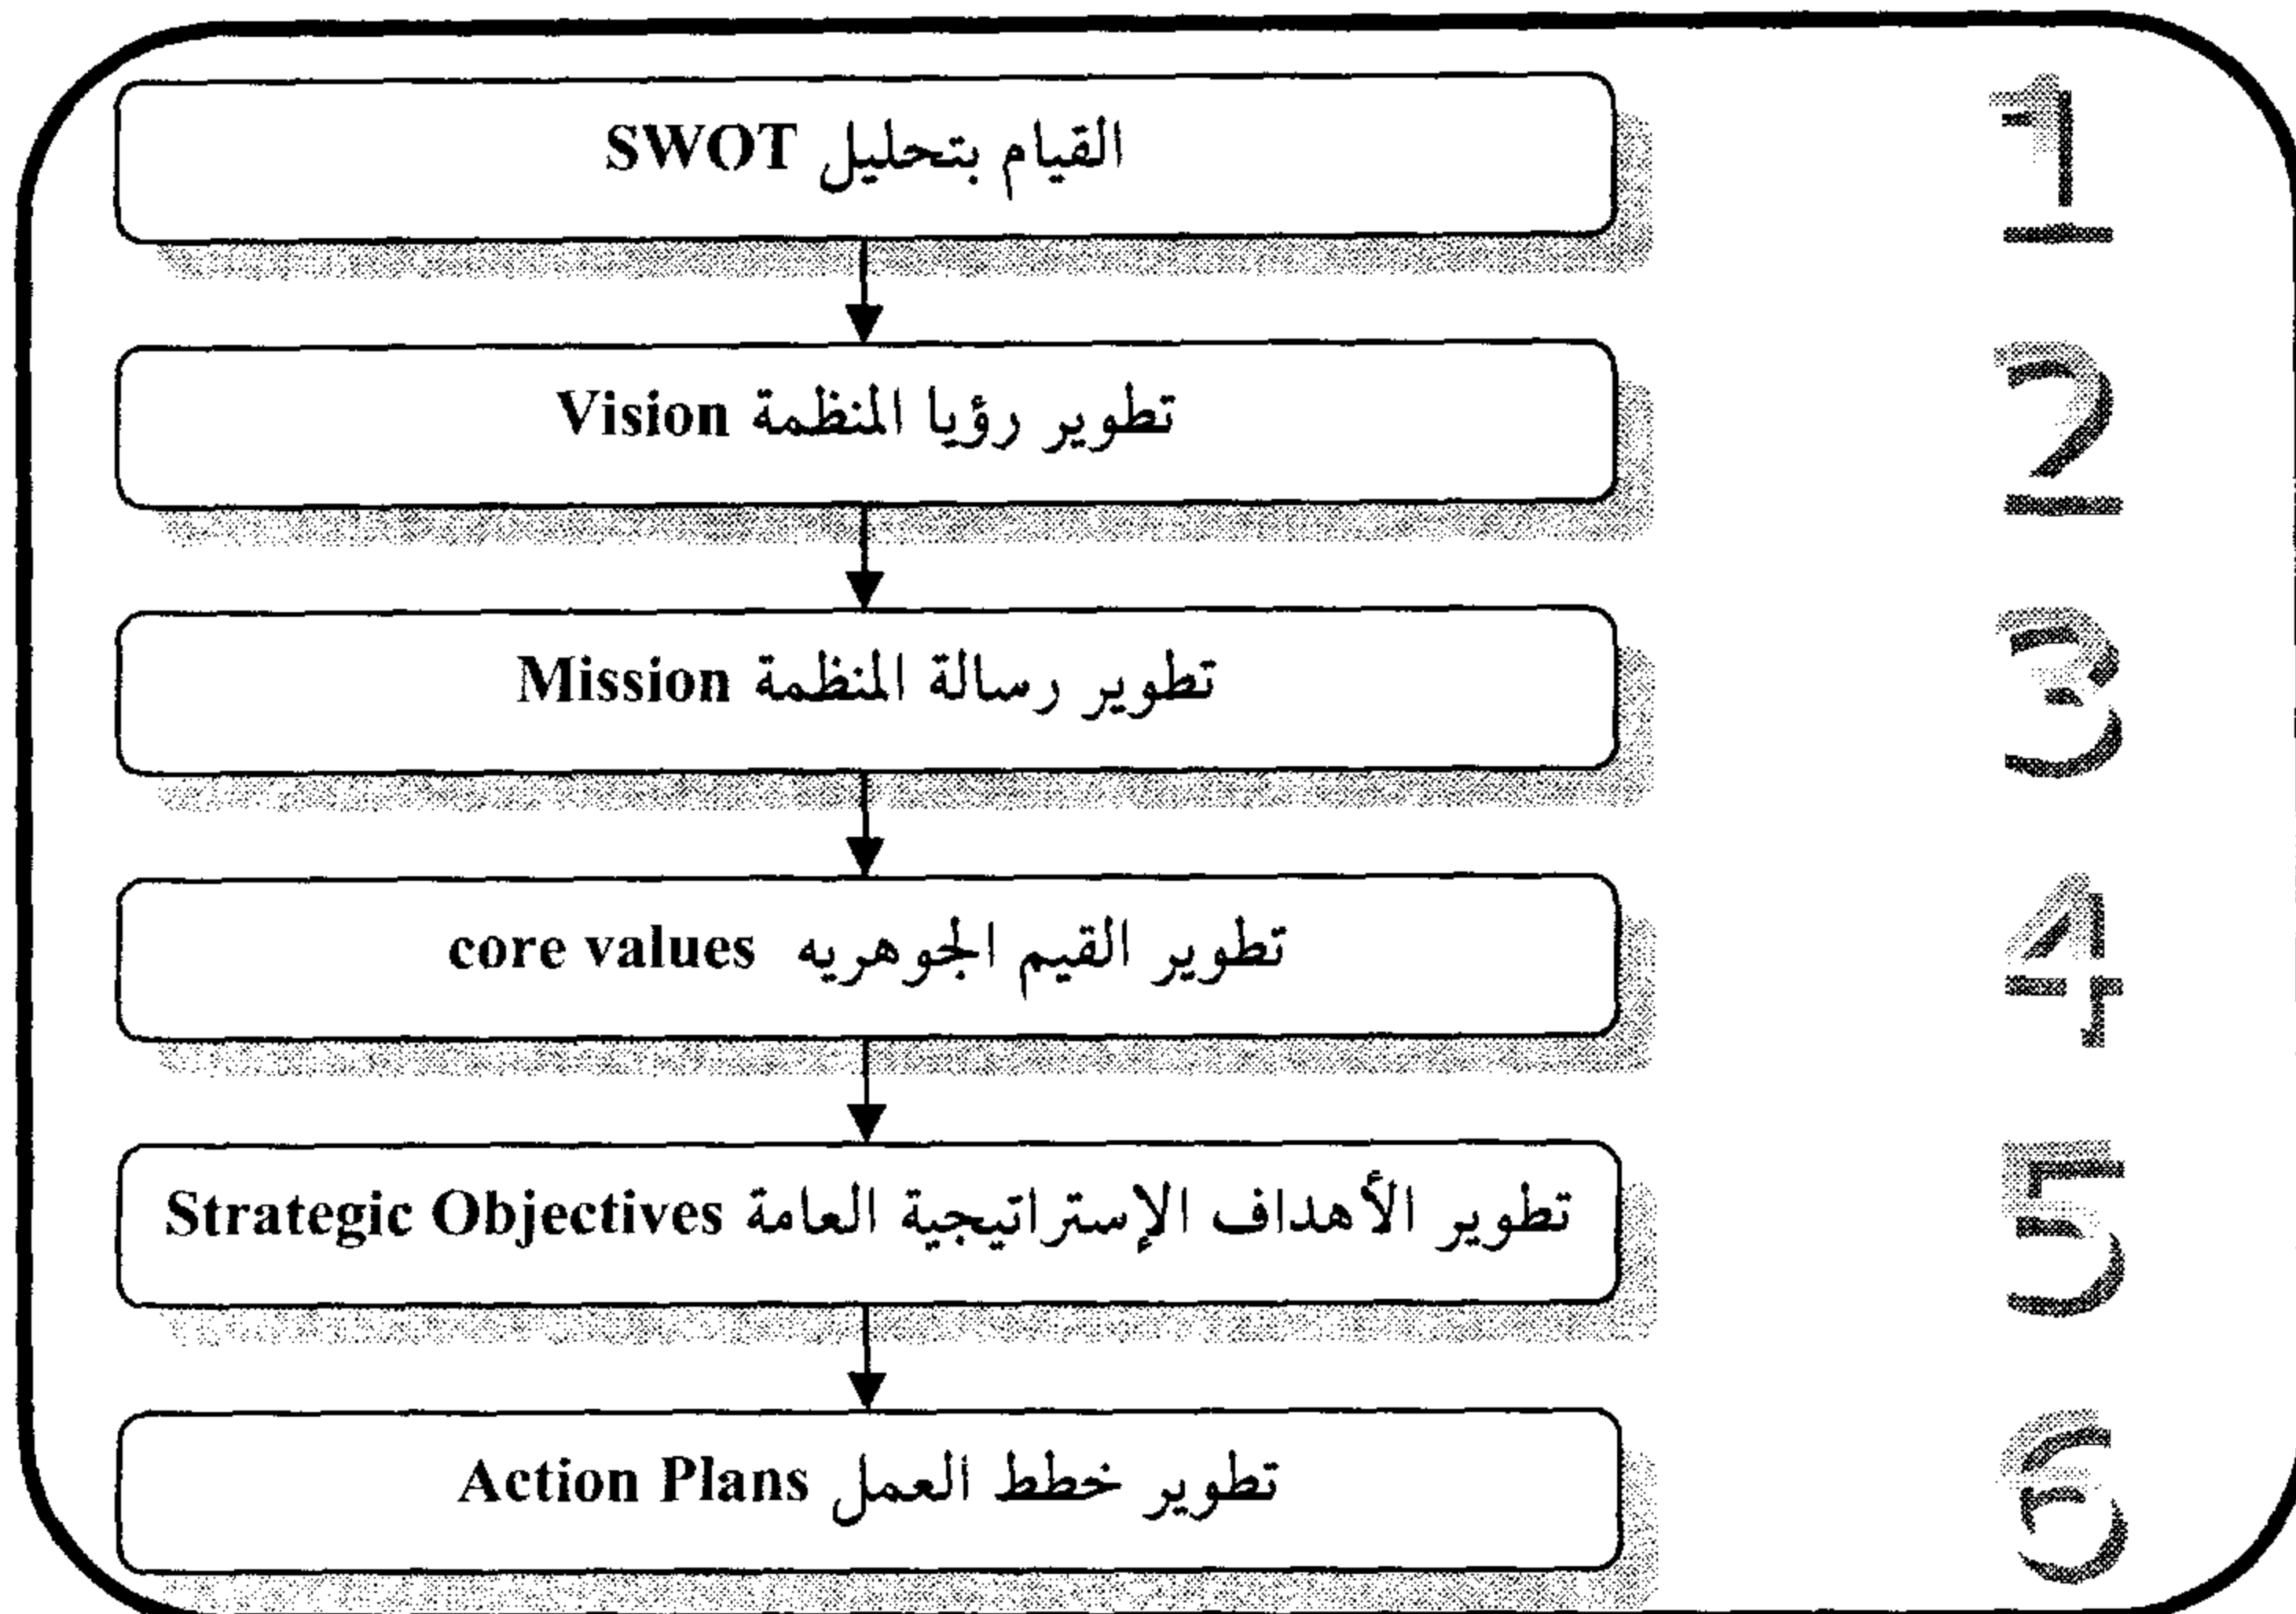 القيام بتحليل SWOT
1
تطوير رؤيا المنظمة Vision
2
تطوير رسالة المنظمة Mission
3
تطوير القيم الجوهريه core values
4
تطوير الأهداف الإستراتيجية العامة Strategic Objectives
5
تطوير خطط العمل Action Plans
6